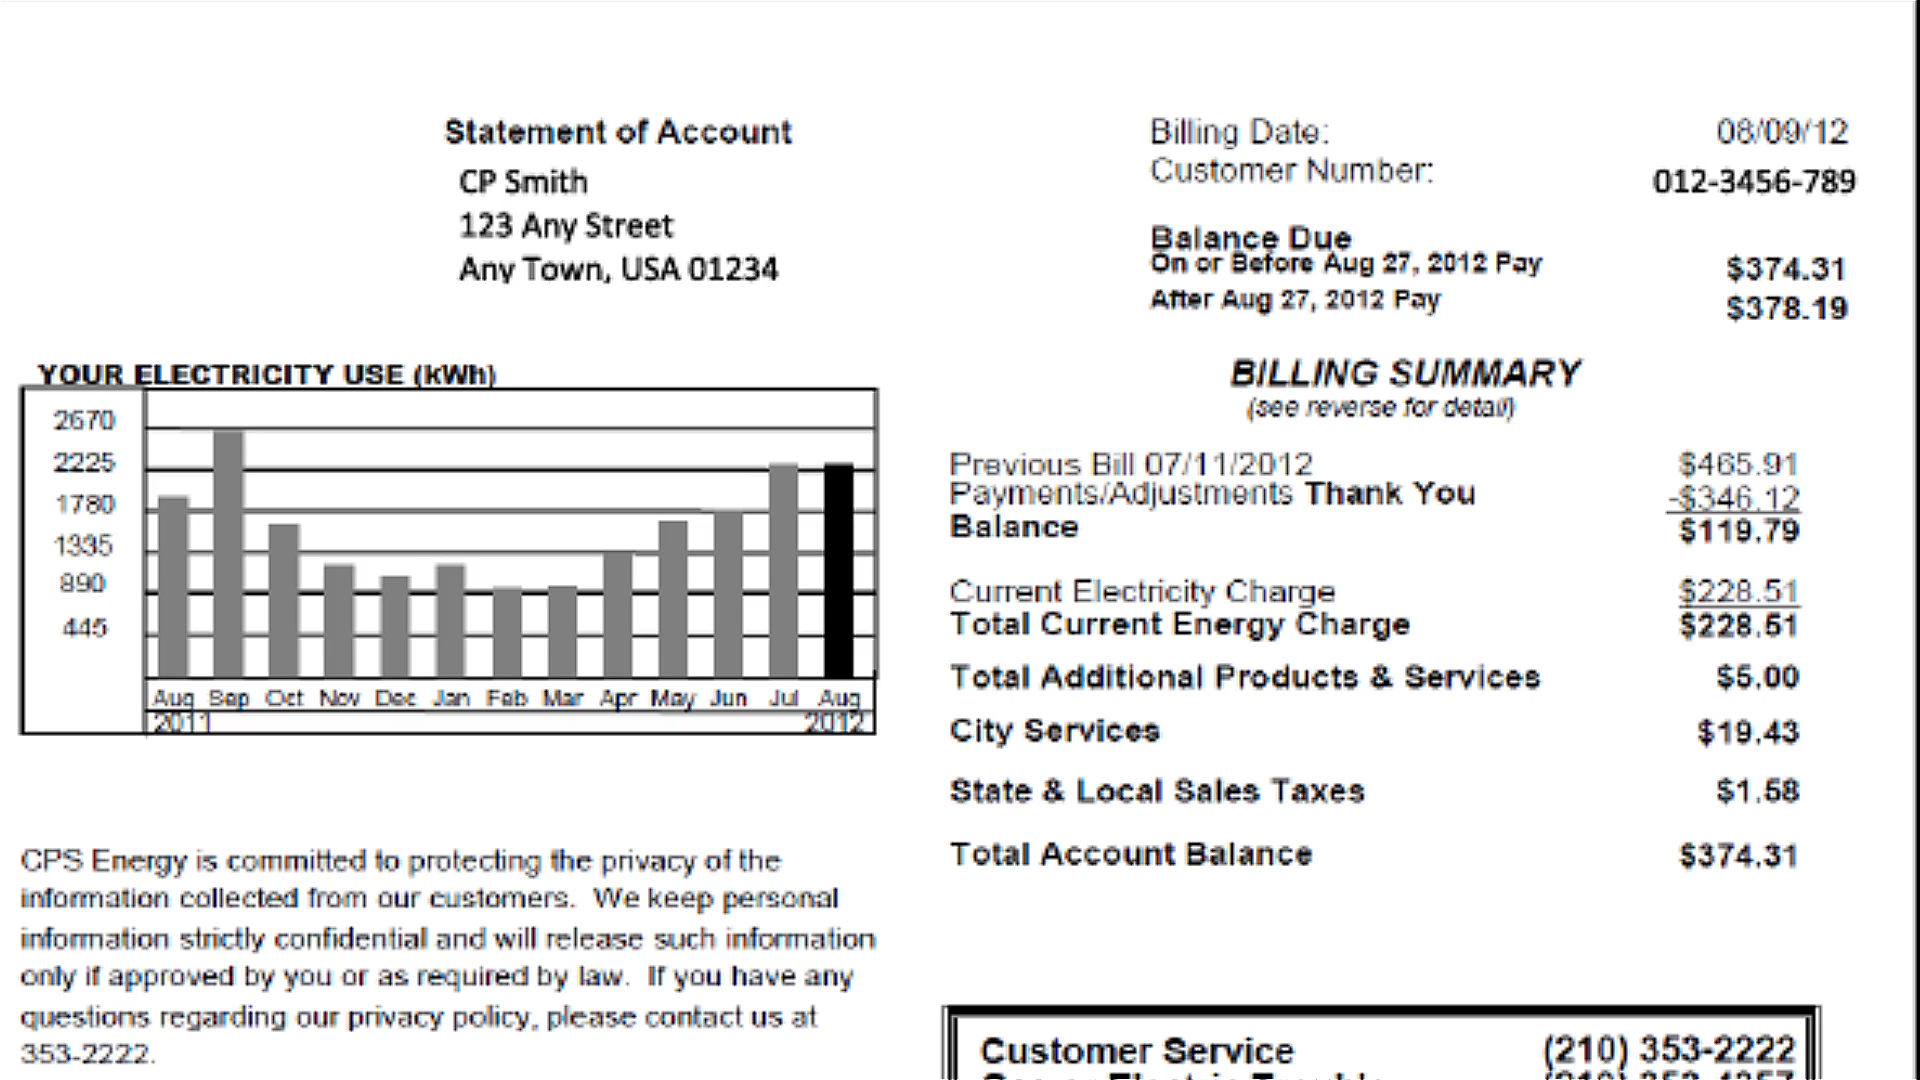 Statement of Account
CP Smith
123 Any Street
Any Town, USA 01234
Billing Date: 08/09/12
Customer Number: 012-3456-789
Balance Due
On or Before Aug 27, 2012 Pay $374.31
After Aug 27, 2012 Pay $378.19
YOUR ELECTRICITY USE (kWh)
2670
2225
1780
1335
890
445
Aug Sep Oct Nov Dec Jan Feb Mar Apr May Jun Jul Aug
2011 2012
BILLING SUMMARY
(see reverse for detail)
Previous Bill 07/11/2012 $465.91
Payments/Adjustments Thank You -$346.12
Balance $119.79
Current Electricity Charge $228.51
Total Current Energy Charge $228.51
Total Additional Products & Services $5.00
City Services $19.43
State & Local Sales Taxes $1.58
Total Account Balance $374.31
CPS Energy is committed to protecting the privacy of the
information collected from our customers. We keep personal
information strictly confidential and will release such information
only if approved by you or as required by law. If you have any
questions regarding our privacy policy, please contact us at
353-2222.
Customer Service (210) 353-2222